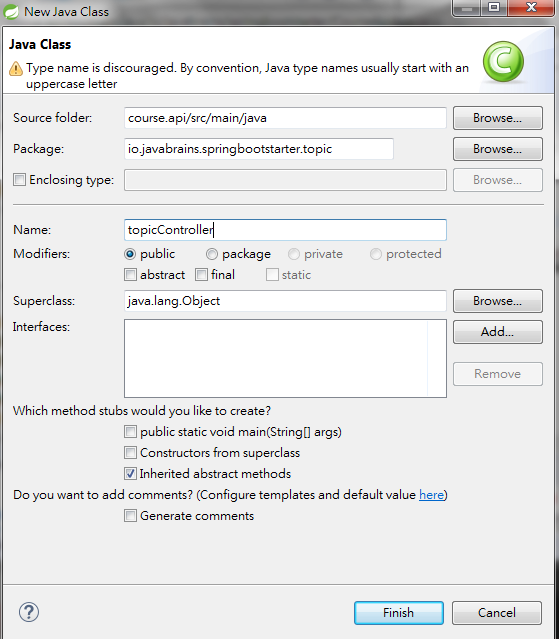 New Java Class
Java Class
Type name is discouraged. By convention, Java type names usually start with an
uppercase letter
Source folder: course.api/src/main/java Browse...
Package: io.javabrains.springbootstarter.topic Browse...
Enclosing type: Browse...
Name: topicController
Modifiers: public package private protected
abstract final static
Superclass: java.lang.Object Browse...
Interfaces: Add...
Remove
Which method stubs would you like to create?
public static void main(String[] args)
Constructors from superclass
Inherited abstract methods
Do you want to add comments? (Configure templates and default value here)
Generate comments
? Finish Cancel